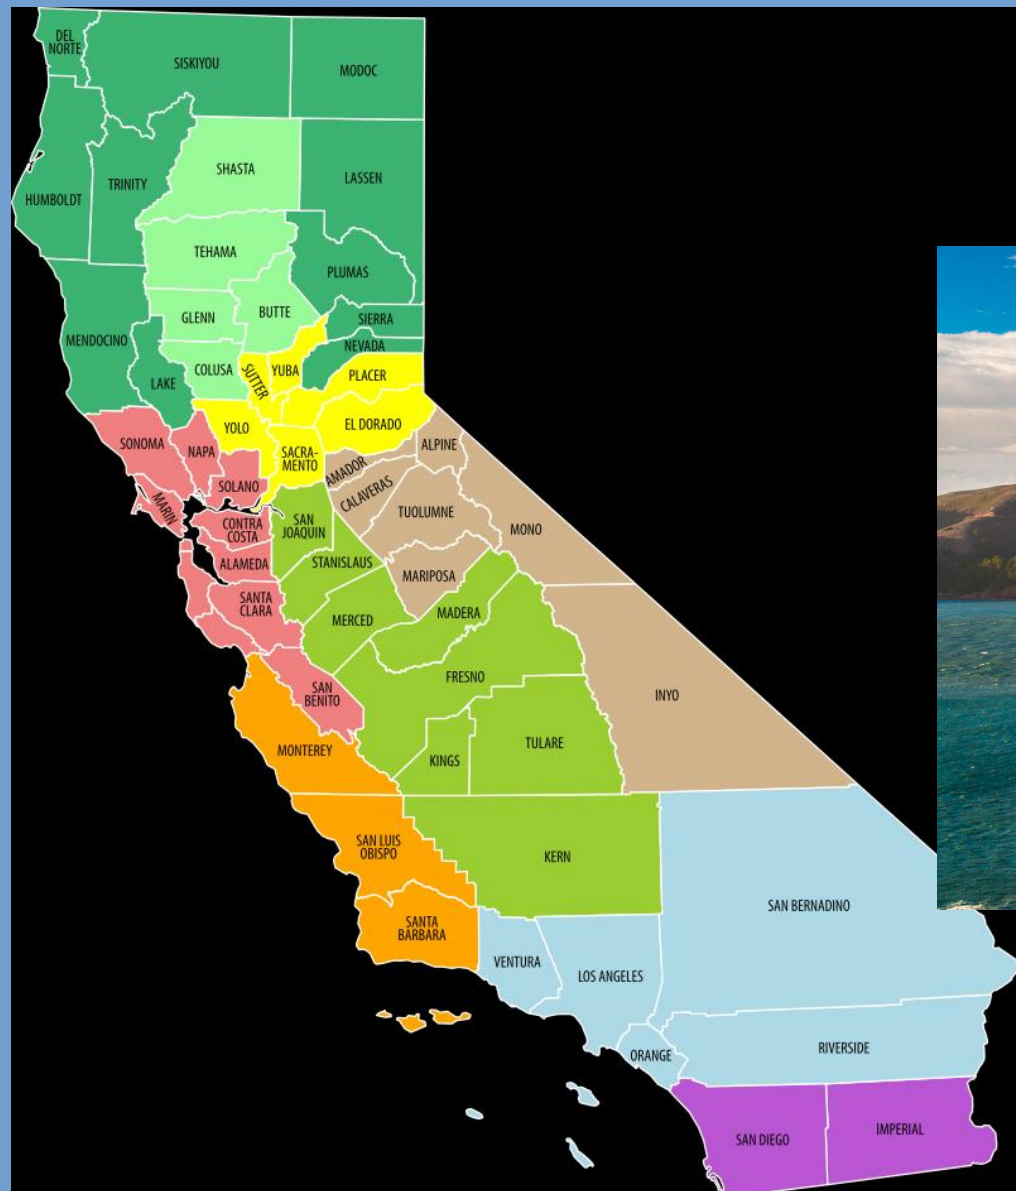 DEL
NORTE
SISKIYOU
MODOC
SHASTA
LASSEN
TRINITY
HUMBOLDT
TEHAMA
PLUMAS
BUTTE
GLENN
SIERRA
MENDOCINO
NEVADA
COLUSA
SUTTER
YUBA
PLACER
LAKE
YOLO
EL DORADO
SONOMA
NAPA
SACRA-
MENTO
ALPINE
AMADOR
SOLANO
CALAVERAS
MARIN
TUOLUMNE
CONTRA
COSTA
SAN
JOAQUIN
MONO
ALAMEDA
STANISLAUS
MARIPOSA
SANTA
CLARA
MERCED
MADERA
FRESNO
SAN
BENITO
INYO
MONTEREY
KINGS
TULARE
SAN LUIS
OBISPO
KERN
SAN BERNADINO
SANTA
BARBARA
VENTURA
LOS ANGELES
ORANGE
RIVERSIDE
SAN DIEGO
IMPERIAL